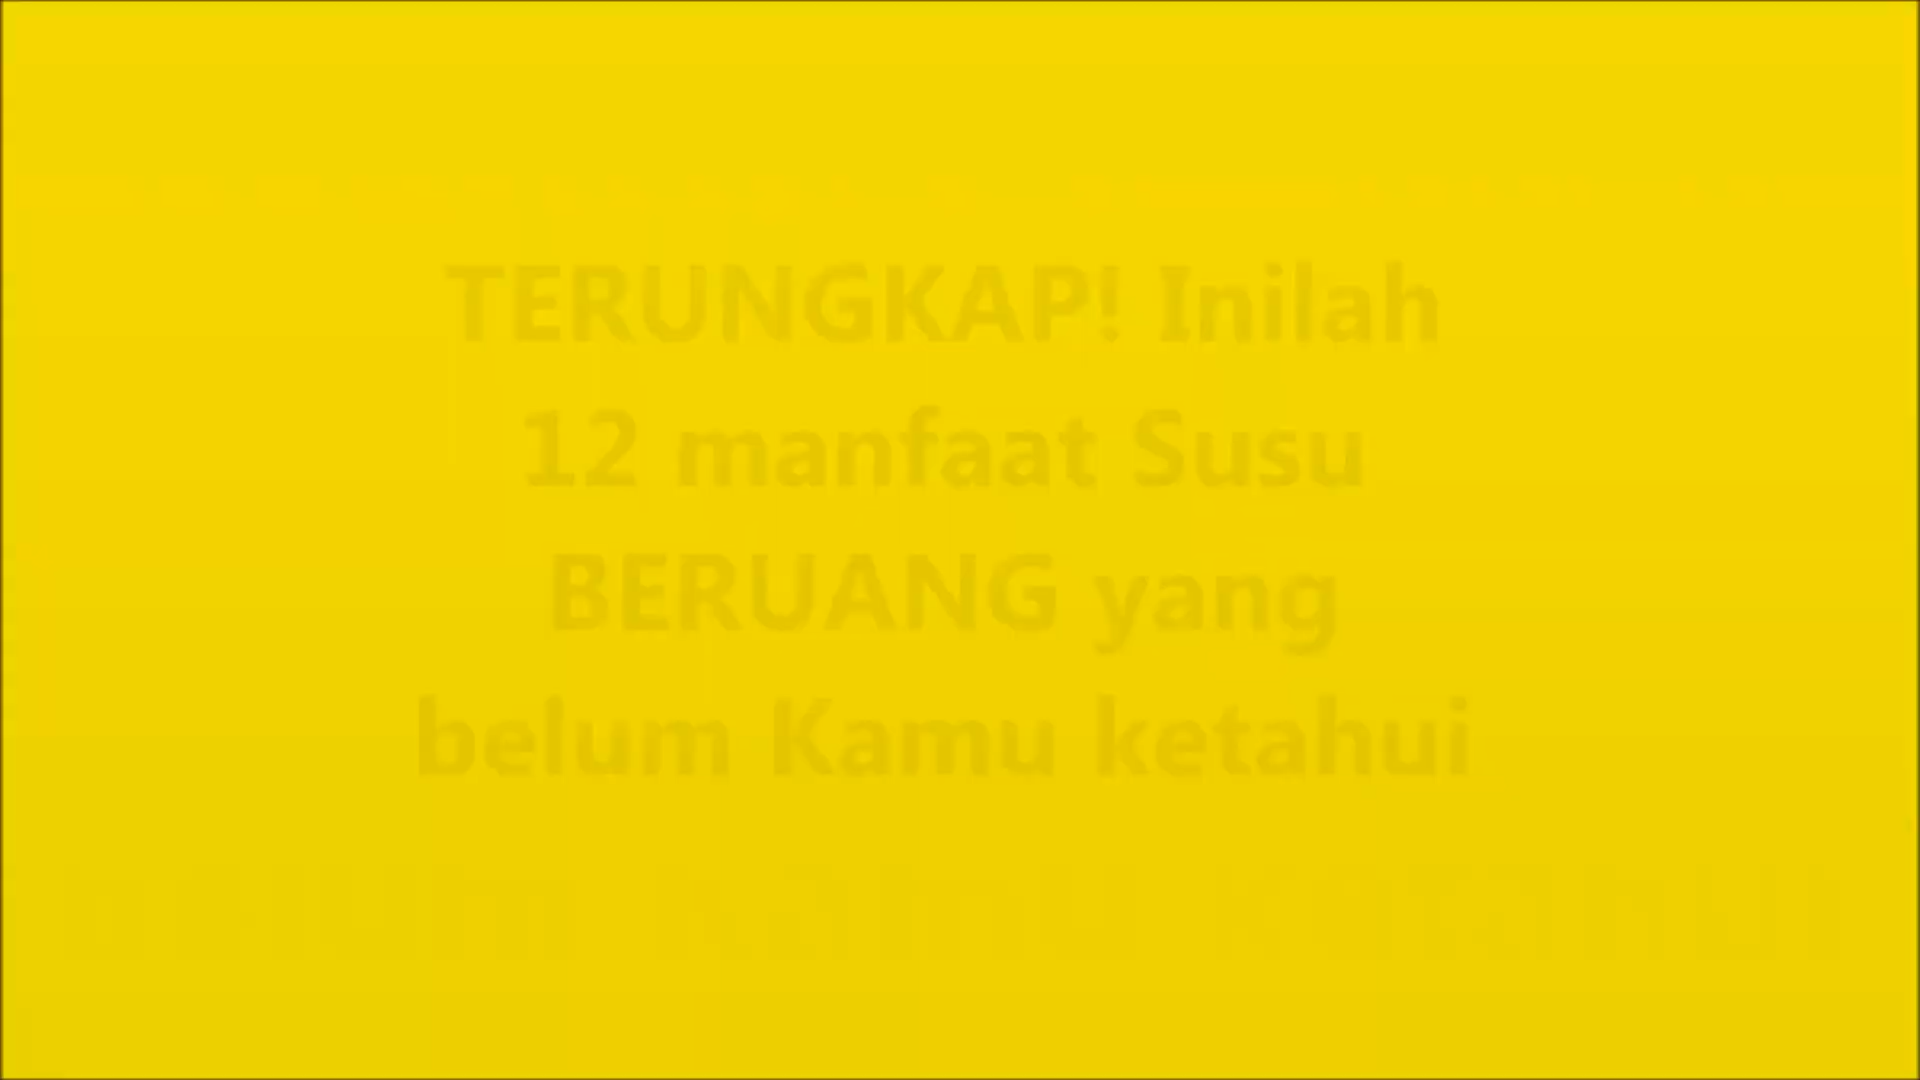 TERUNGKAP! Inilah
12 manfaat Susu
BERUANG yang
belum Kamu ketahui